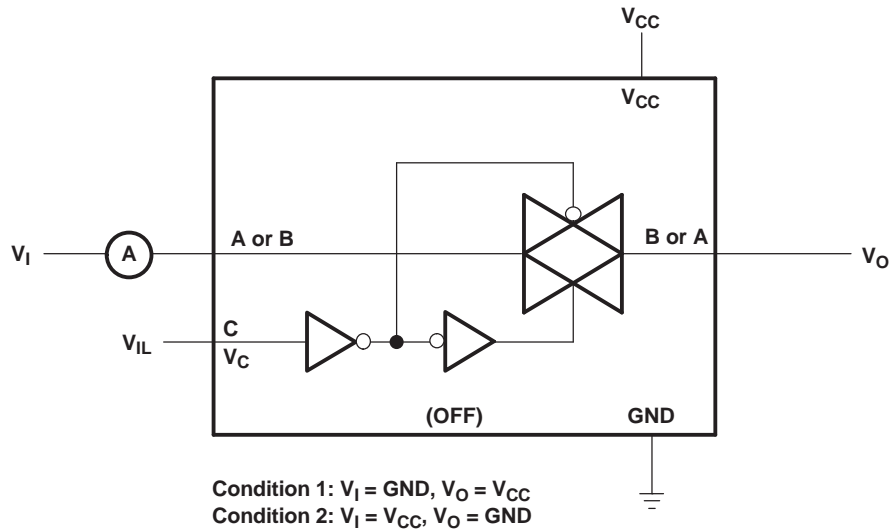 VCC
VCC
A or B
B or A
VI
A
VO
C
VIL
VC
(OFF)
GND
Condition 1: VI = GND, VO = VCC
Condition 2: VI = VCC, VO = GND